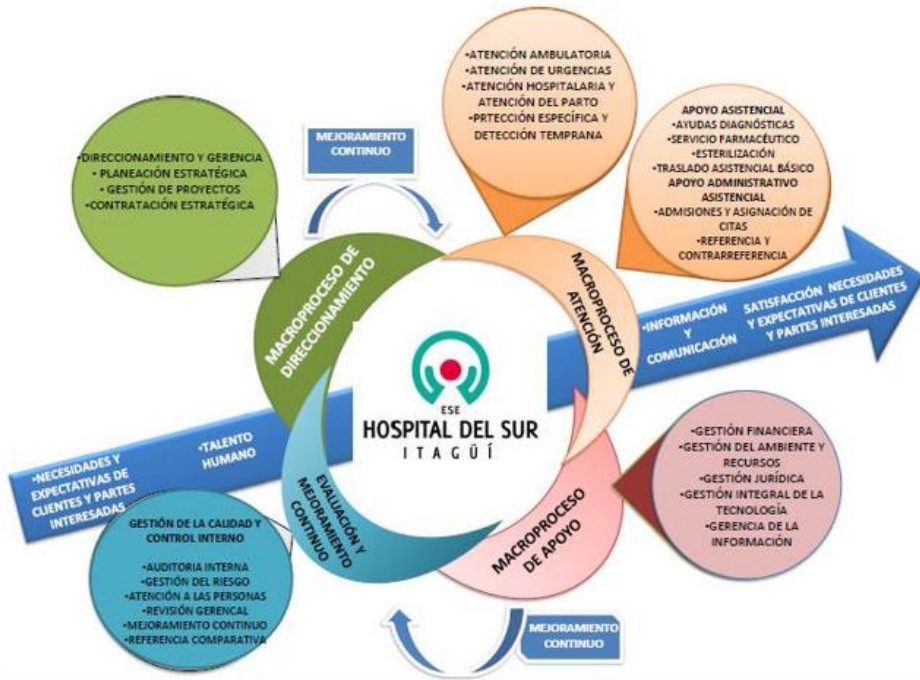 •ATENCIÓN AMBULATORIA
•ATENCIÓN DE URGENCIAS
•ATENCIÓN HOSPITALARIA Y
ATENCIÓN DEL PARTO
•PRTECCIÓN ESPECÍFICA Y
DETECCIÓN TEMPRANA
APOYO ASISTENCIAL
•AYUDAS DIAGNÓSTICAS
•SERVICIO FARMACÉUTICO
•ESTERILIZACIÓN
•TRASLADO ASISTENCIAL BÁSICO
APOYO ADMINISTRATIVO
ASISTENCIAL
•ADMISIONES Y ASIGNACIÓN DE
CITAS
•REFERENCIA Y
CONTRARREFERENCIA
MEJORAMIENTO
CONTINUO
•DIRECCIONAMIENTO Y GERENCIA
• PLANEACIÓN ESTRATÉGICA
• GESTIÓN DE PROYECTOS
•CONTRATACIÓN ESTRATÉGICA
MACROPROCESO DE
DIRECCIONAMIENTO
MACROPROCESO DE
ATENCIÓN
•INFORMACIÓN
Y
COMUNICACIÓN
SATISFACCIÓN NECESIDADES
Y EXPECTATIVAS DE CLIENTES
Y PARTES INTERESADAS
ESE
HOSPITAL DEL SUR
ITAGÜÍ
•NECESIDADES Y
EXPECTATIVAS DE
CLIENTES Y PARTES
INTERESADAS
•TALENTO
HUMANO
EVALUACIÓN Y
MEJORAMIENTO
CONTINUO
MACROPROCESO
DE APOYO
•GESTIÓN FINANCIERA
•GESTIÓN DEL AMBIENTE Y
RECURSOS
•GESTIÓN JURÍDICA
•GESTIÓN INTEGRAL DE LA
TECNOLOGÍA
•GERENCIA DE LA
INFORMACIÓN
GESTIÓN DE LA CALIDAD Y
CONTROL INTERNO
•AUDITORIA INTERNA
•GESTIÓN DEL RIESGO
•ATENCIÓN A LAS PERSONAS
•REVISIÓN GERENCAL
•MEJORAMIENTO CONTINUO
•REFERENCIA COMPARATIVA
MEJORAMIENTO
CONTINUO